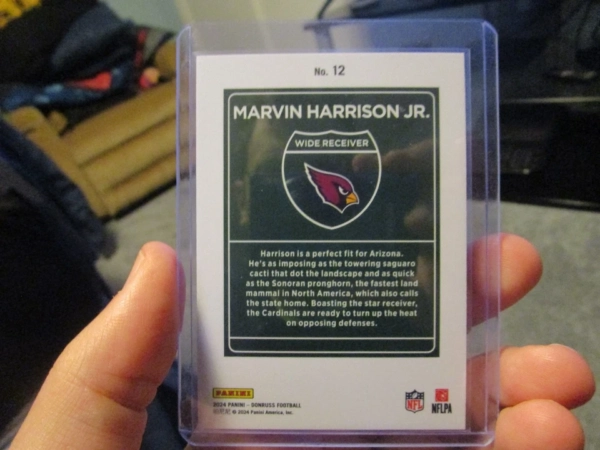 No. 12
MARVIN HARRISON JR.
WIDE RECEIVER
Harrison is a perfect fit for Arizona.
He's as imposing as the towering saguaro
cacti that dot the landscape and as quick
as the Sonoran pronghorn, the fastest land
mammal in North America, which also calls
the state home. Boasting the star receiver,
the Cardinals are ready to turn up the heat
on opposing defenses.
PANINI
2024 PANINI - DONRUSS FOOTBALL
© 2024 Panini America, Inc.
NFL
NFLPA